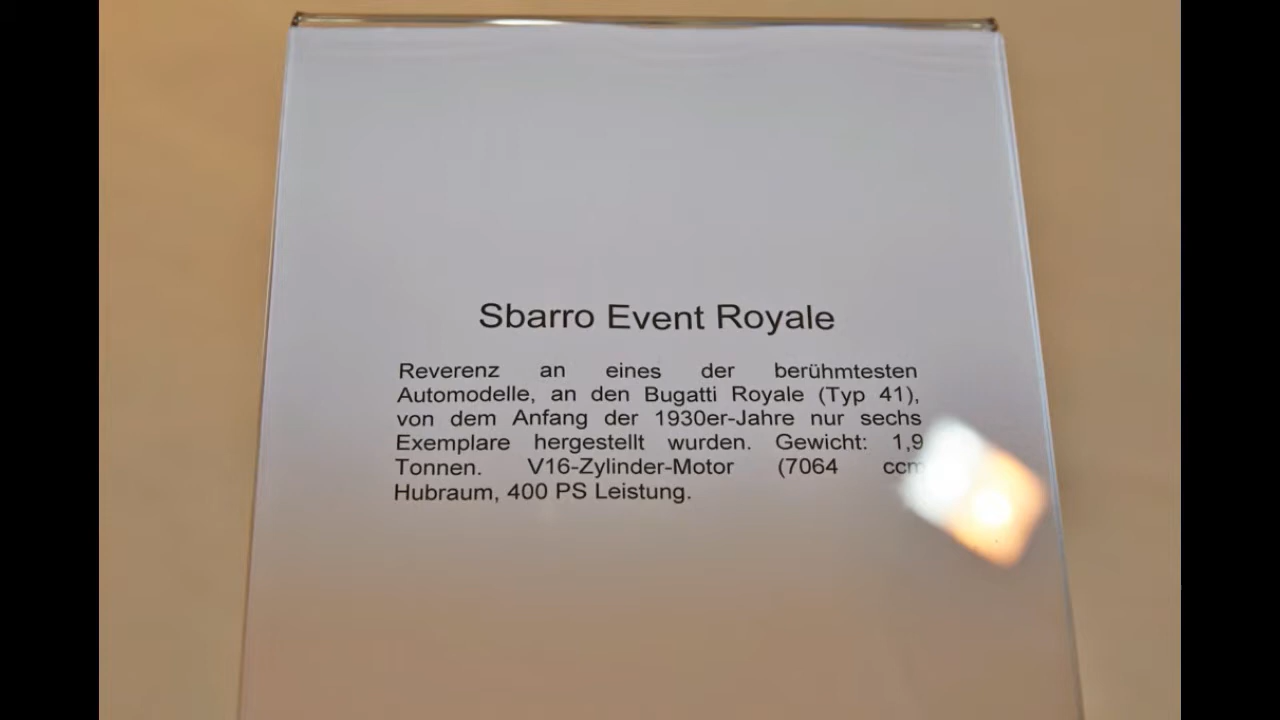 Sbarro Event Royale
Reverenz an eines der berühmtesten
Automodelle, an den Bugatti Royale (Typ 41),
von dem Anfang der 1930er-Jahre nur sechs
Exemplare hergestellt wurden. Gewicht: 1,9
Tonnen. V16-Zylinder-Motor (7064 ccm
Hubraum, 400 PS Leistung.